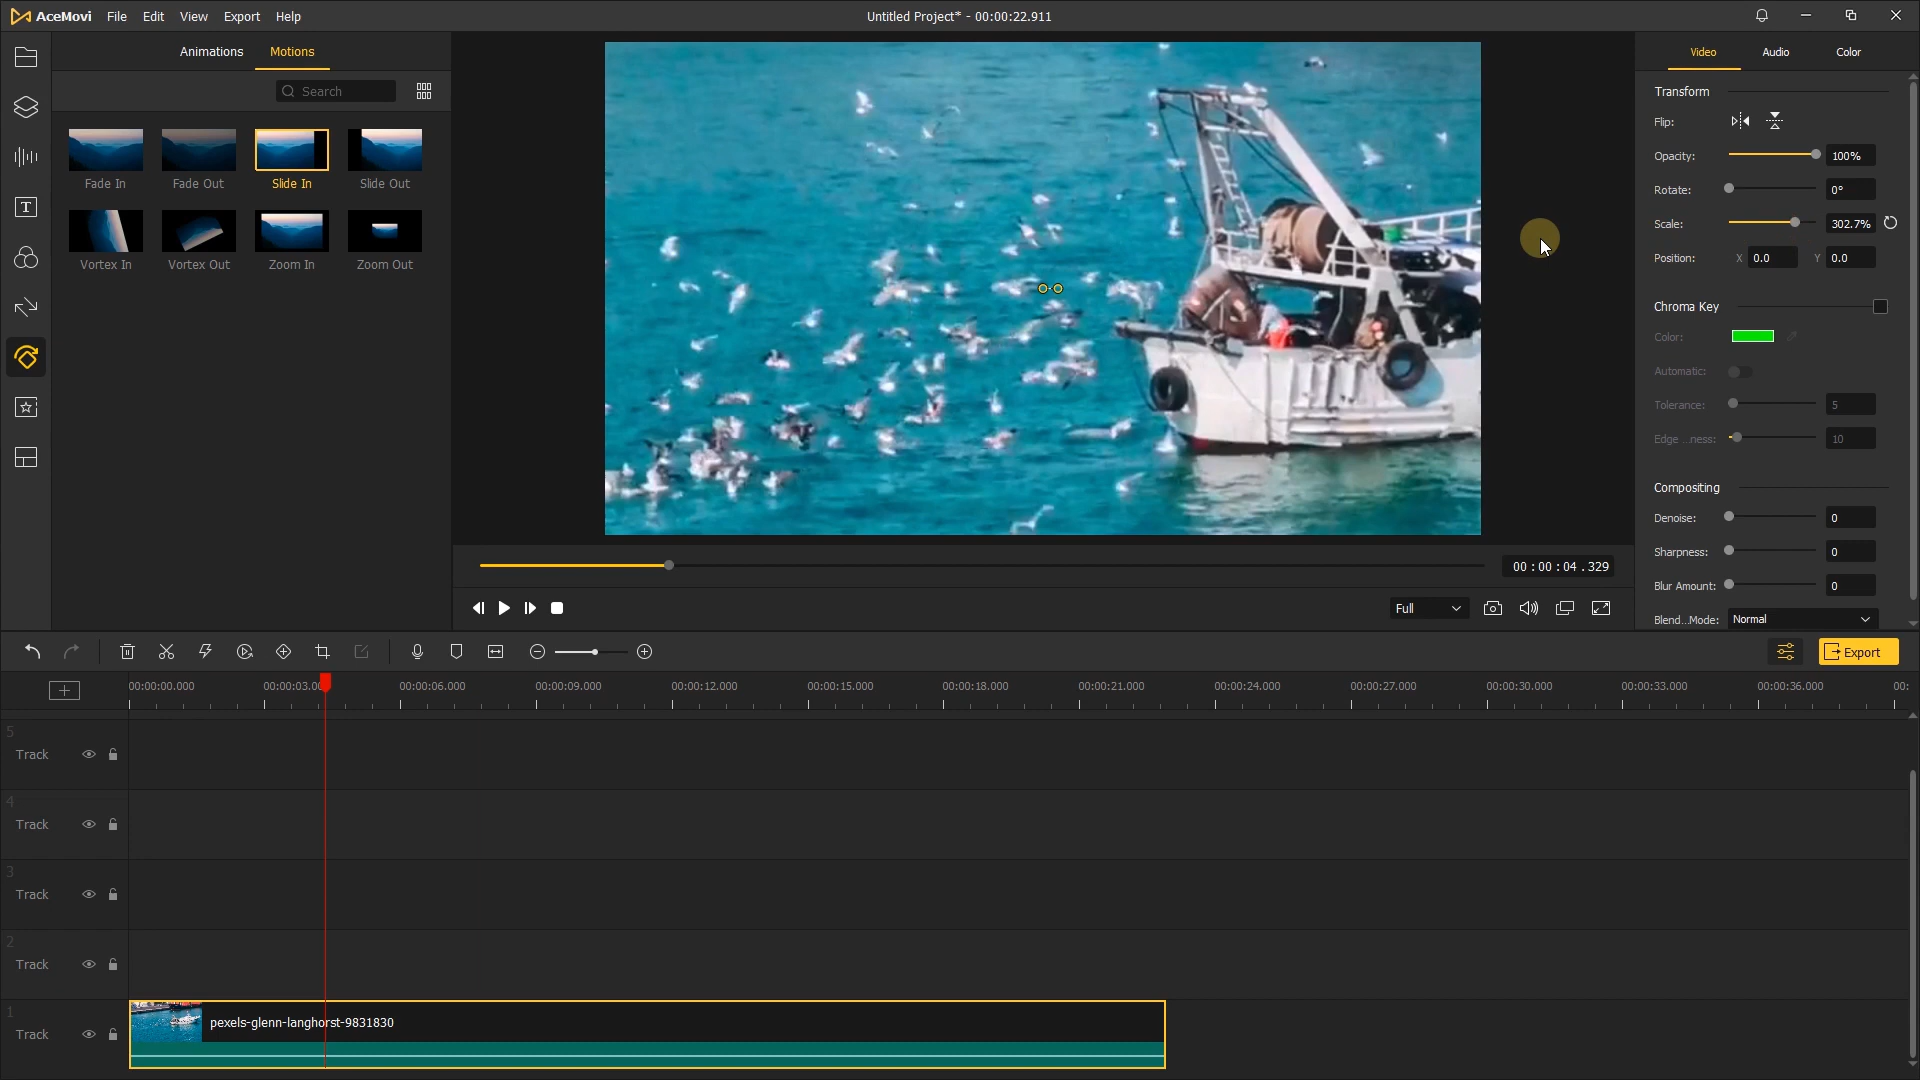 AceMovi File Edit View Export Help Untitled Project* - 00:00:22.911
Animations Motions
Search
Fade In Fade Out Slide In Slide Out
Vortex In Vortex Out Zoom In Zoom Out
Video Audio Color
Transform
Flip:
Opacity: 100%
Rotate: 0°
Scale: 302.7%
Position: X 0.0 Y 0.0
Chroma Key
Color:
Automatic:
Tolerance: 5
Edge ...ness: 10
Compositing
Denoise: 0
Sharpness: 0
Blur Amount: 0
Blend...Mode: Normal
00 : 00 : 04 . 329
Full
Export
00:00:00.000 00:00:03.00 00:00:06.000 00:00:09.000 00:00:12.000 00:00:15.000 00:00:18.000 00:00:21.000 00:00:24.000 00:00:27.000 00:00:30.000 00:00:33.000 00:00:36.000 00:
5
Track
4
Track
3
Track
2
Track
1
Track
pexels-glenn-langhorst-9831830